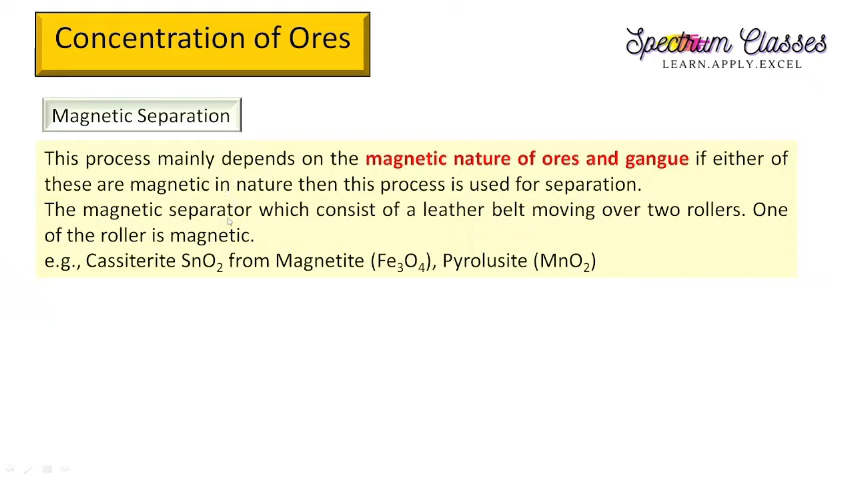 Concentration of Ores
Spectrum Classes
LEARN.APPLY.EXCEL
Magnetic Separation
This process mainly depends on the magnetic nature of ores and gangue if either of
these are magnetic in nature then this process is used for separation.
The magnetic separator which consist of a leather belt moving over two rollers. One
of the roller is magnetic.
e.g., Cassiterite SnO₂ from Magnetite (Fe₃O₄), Pyrolusite (MnO₂)